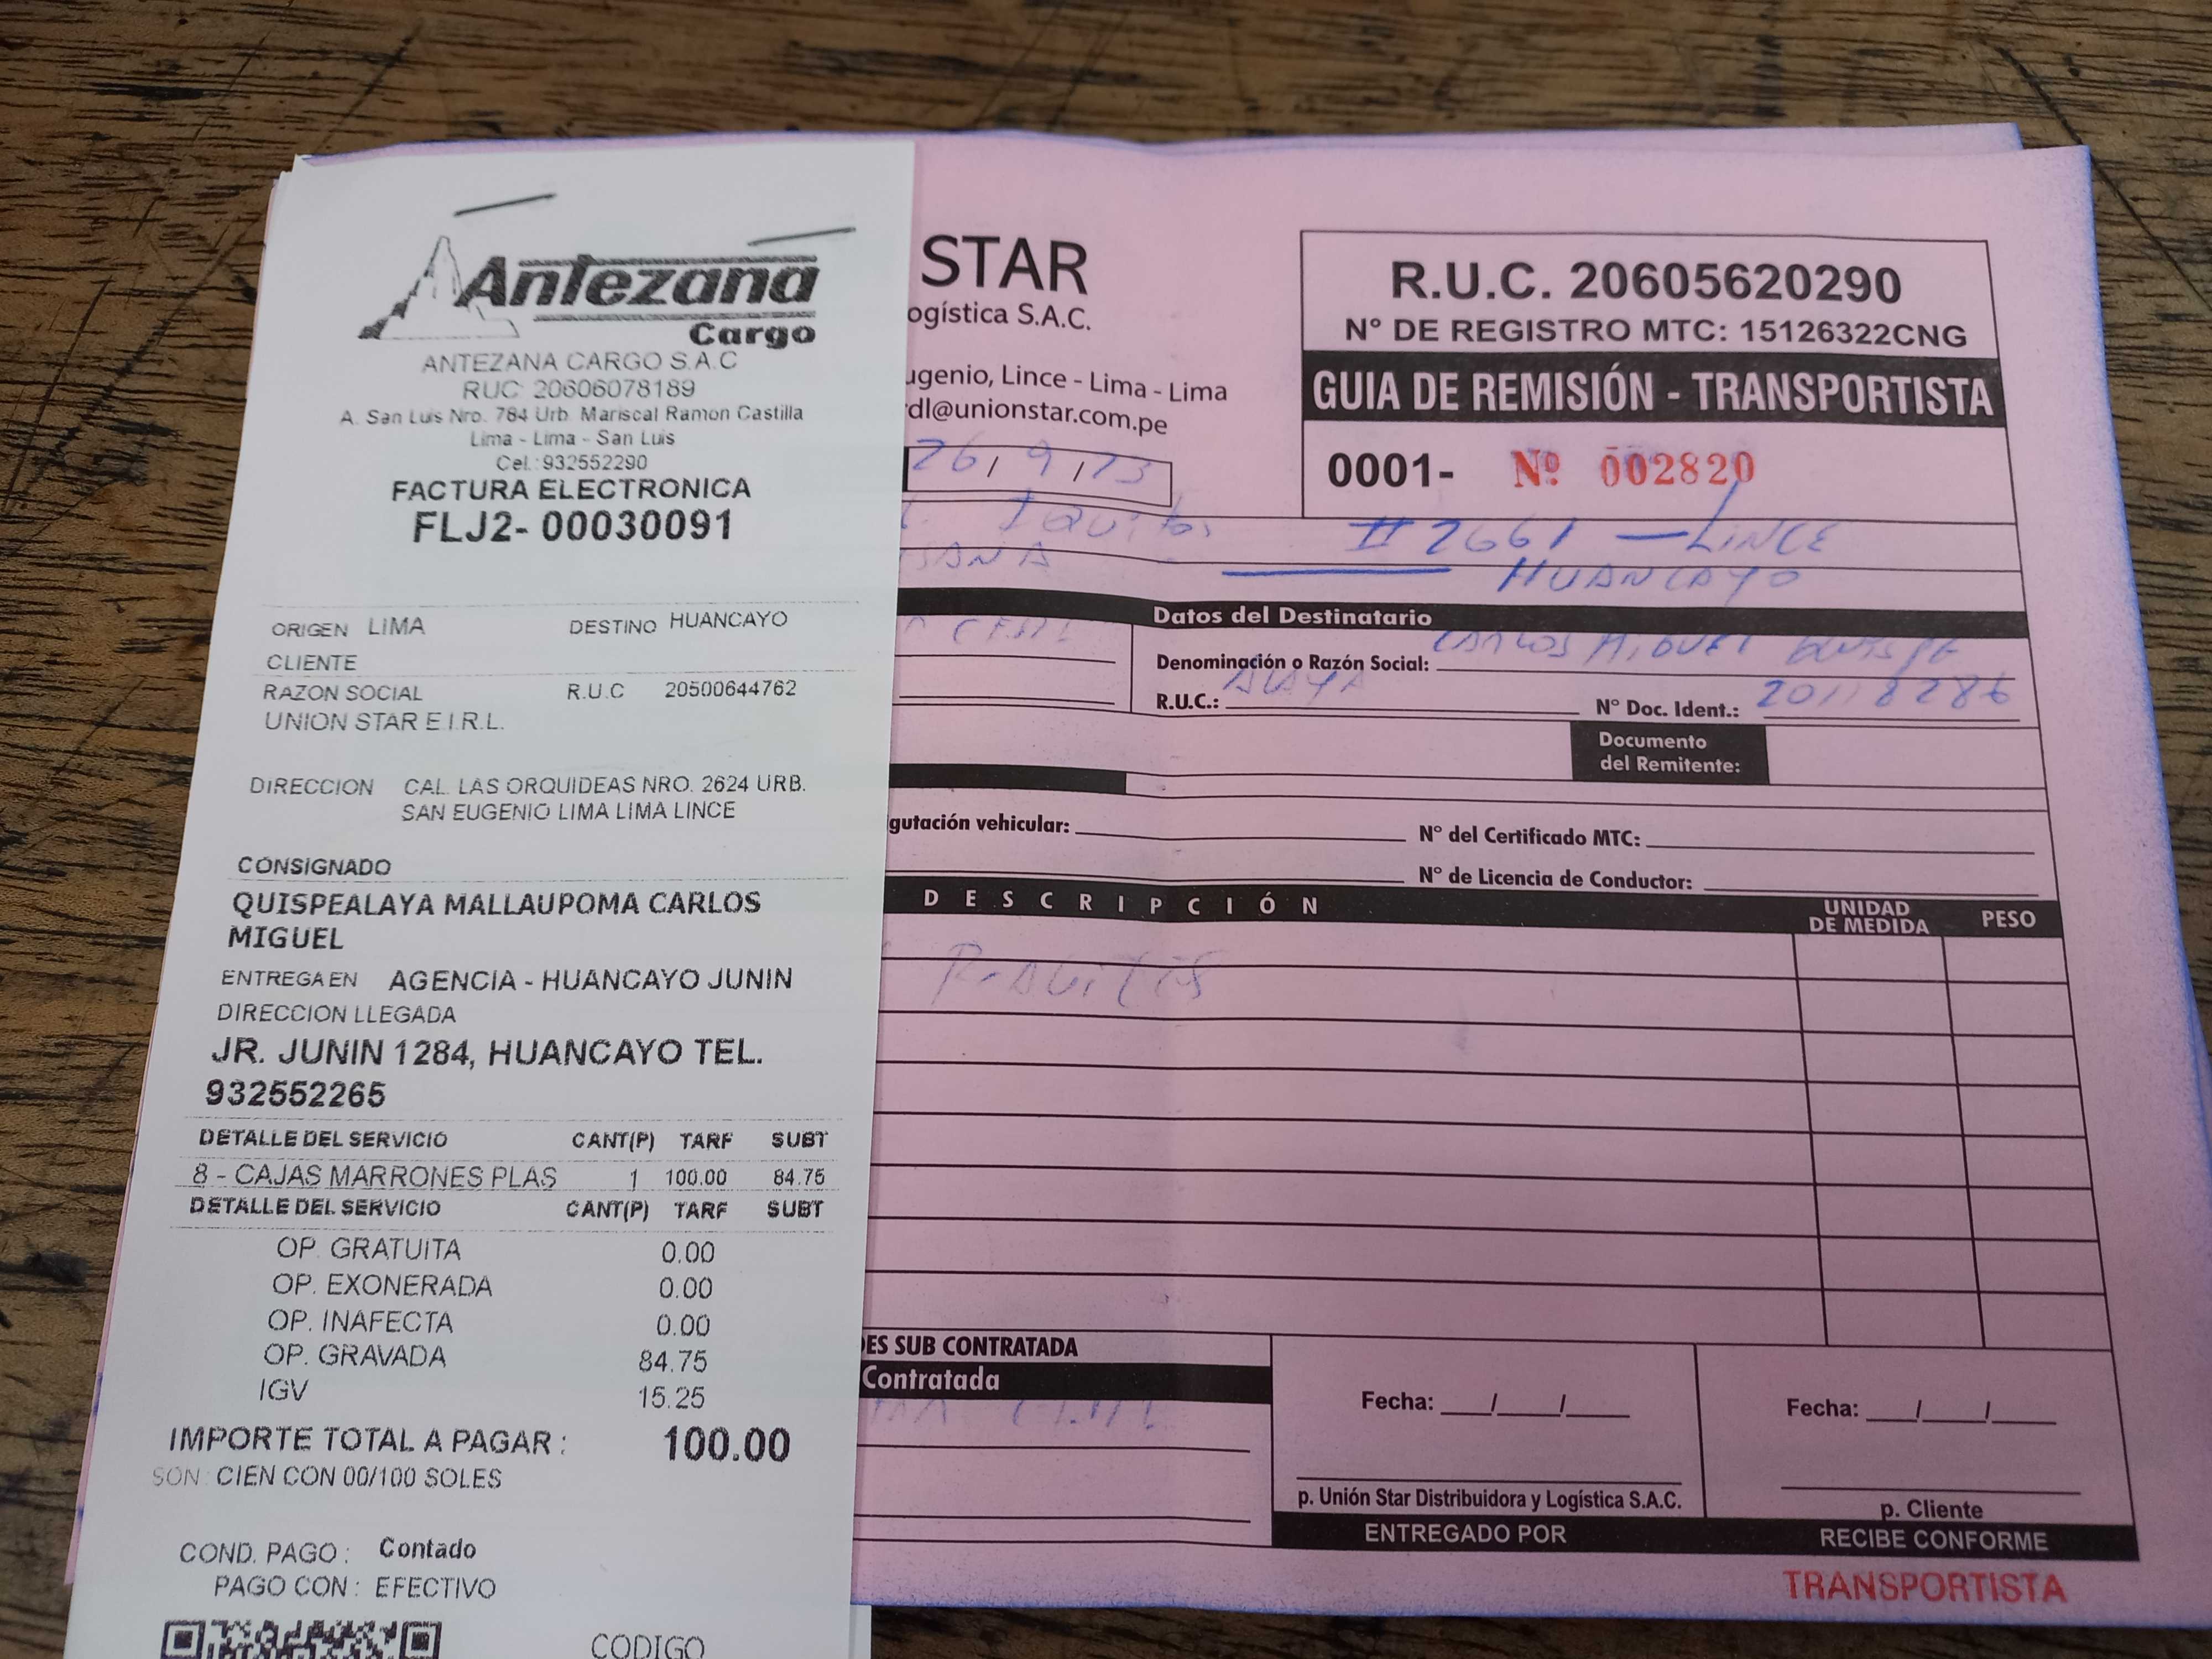 Antezana
Cargo
ANTEZANA CARGO S.A.C
RUC: 20606078189
A. San Luis Nro. 784 Urb. Mariscal Ramon Castilla
Lima - Lima - San Luis
Cel.:932552290
FACTURA ELECTRONICA
FLJ2- 00030091
ORIGEN LIMA DESTINO HUANCAYO
CLIENTE
RAZON SOCIAL R.U.C 20500644762
UNION STAR E.I.R.L.
DIRECCION CAL. LAS ORQUIDEAS NRO. 2624 URB.
SAN EUGENIO LIMA LIMA LINCE
CONSIGNADO
QUISPEALAYA MALLAUPOMA CARLOS
MIGUEL
ENTREGA EN AGENCIA - HUANCAYO JUNIN
DIRECCION LLEGADA
JR. JUNIN 1284, HUANCAYO TEL.
932552265
DETALLE DEL SERVICIO CANT(P) TARF SUBT
8 - CAJAS MARRONES PLAS 1 100.00 84.75
DETALLE DEL SERVICIO CANT(P) TARF SUBT
OP. GRATUITA 0.00
OP. EXONERADA 0.00
OP. INAFECTA 0.00
OP. GRAVADA 84.75
IGV 15.25
IMPORTE TOTAL A PAGAR : 100.00
SON : CIEN CON 00/100 SOLES
COND. PAGO : Contado
PAGO CON : EFECTIVO
CODIGO
STAR
ogística S.A.C.
ugenio, Lince - Lima - Lima
rdl@unionstar.com.pe
26 / 9 / 23
R.U.C. 20605620290
N° DE REGISTRO MTC: 15126322CNG
GUIA DE REMISIÓN - TRANSPORTISTA
0001- Nº 002820
Iquitos # 2661 - LINCE
HUANCAYO
Datos del Destinatario
Denominación o Razón Social: CARLOS MIGUEL QUISPE
R.U.C.: ALAYA N° Doc. Ident.: 20118286
Documento
del Remitente:
gutación vehicular: N° del Certificado MTC:
N° de Licencia de Conductor:
DESCRIPCIÓN UNIDAD
DE MEDIDA PESO
ES SUB CONTRATADA
Contratada
Fecha: / / Fecha: / /
p. Unión Star Distribuidora y Logística S.A.C. p. Cliente
ENTREGADO POR RECIBE CONFORME
TRANSPORTISTA